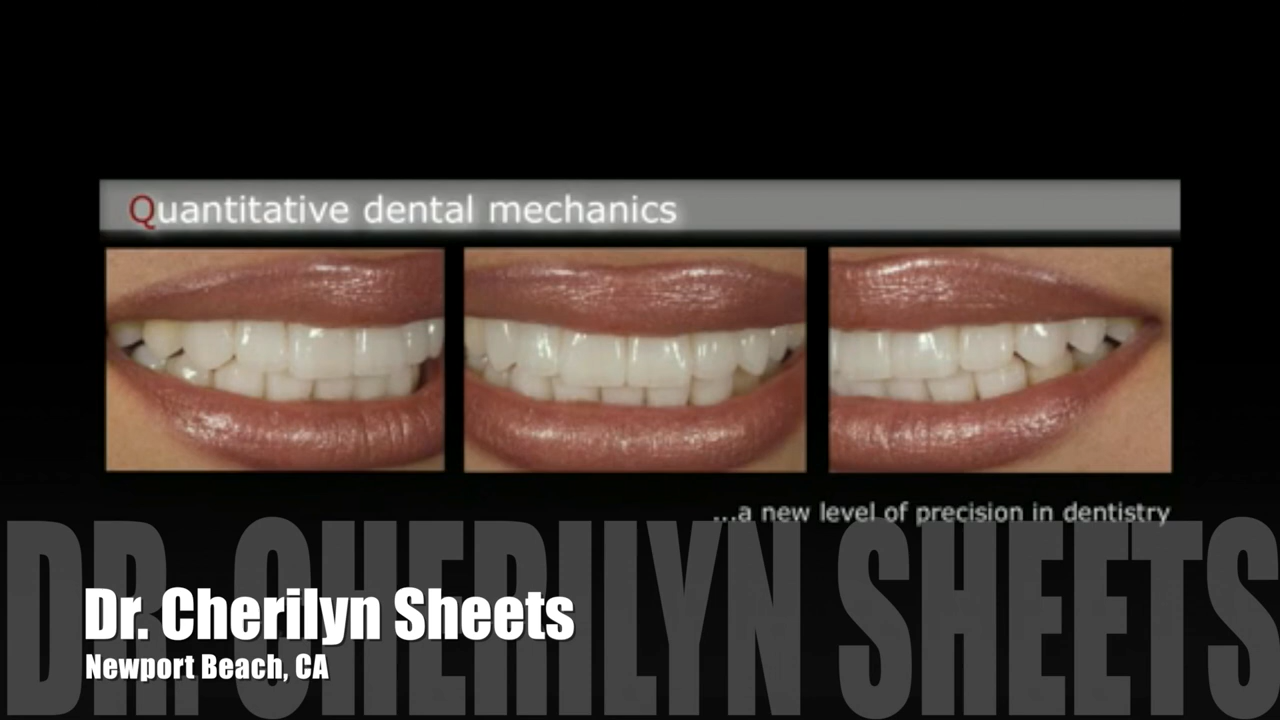 Quantitative dental mechanics
...a new level of precision in dentistry
DR. CHERILYN SHEETS
Dr. Cherilyn Sheets
Newport Beach, CA